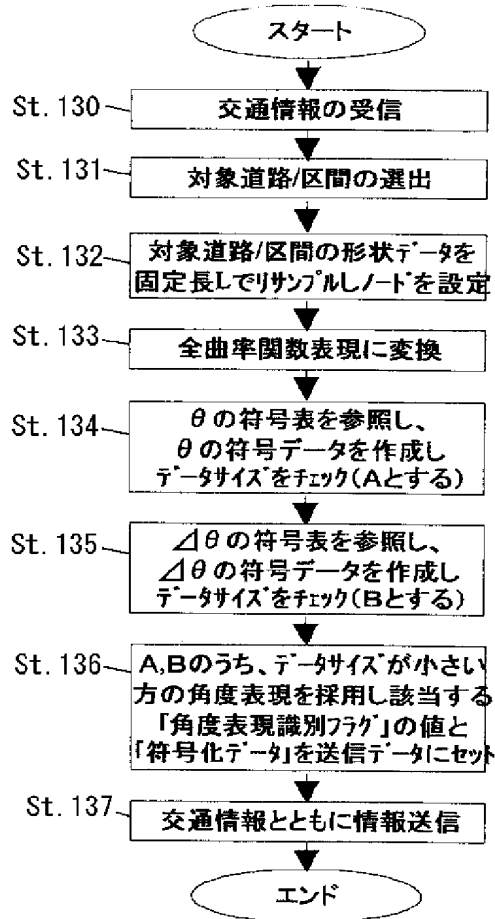 スタート
St. 130
交通情報の受信
St. 131
対象道路/区間の選出
St. 132
対象道路/区間の形状データを
固定長Lでリサンプルしノードを設定
St. 133
全曲率関数表現に変換
St. 134
θの符号表を参照し、
θの符号データを作成し
データサイズをチェック(Aとする)
St. 135
⊿θの符号表を参照し、
⊿θの符号データを作成し
データサイズをチェック(Bとする)
St. 136
A,Bのうち、データサイズが小さい
方の角度表現を採用し該当する
「角度表現識別フラグ」の値と
「符号化データ」を送信データにセット
St. 137
交通情報とともに情報送信
エンド